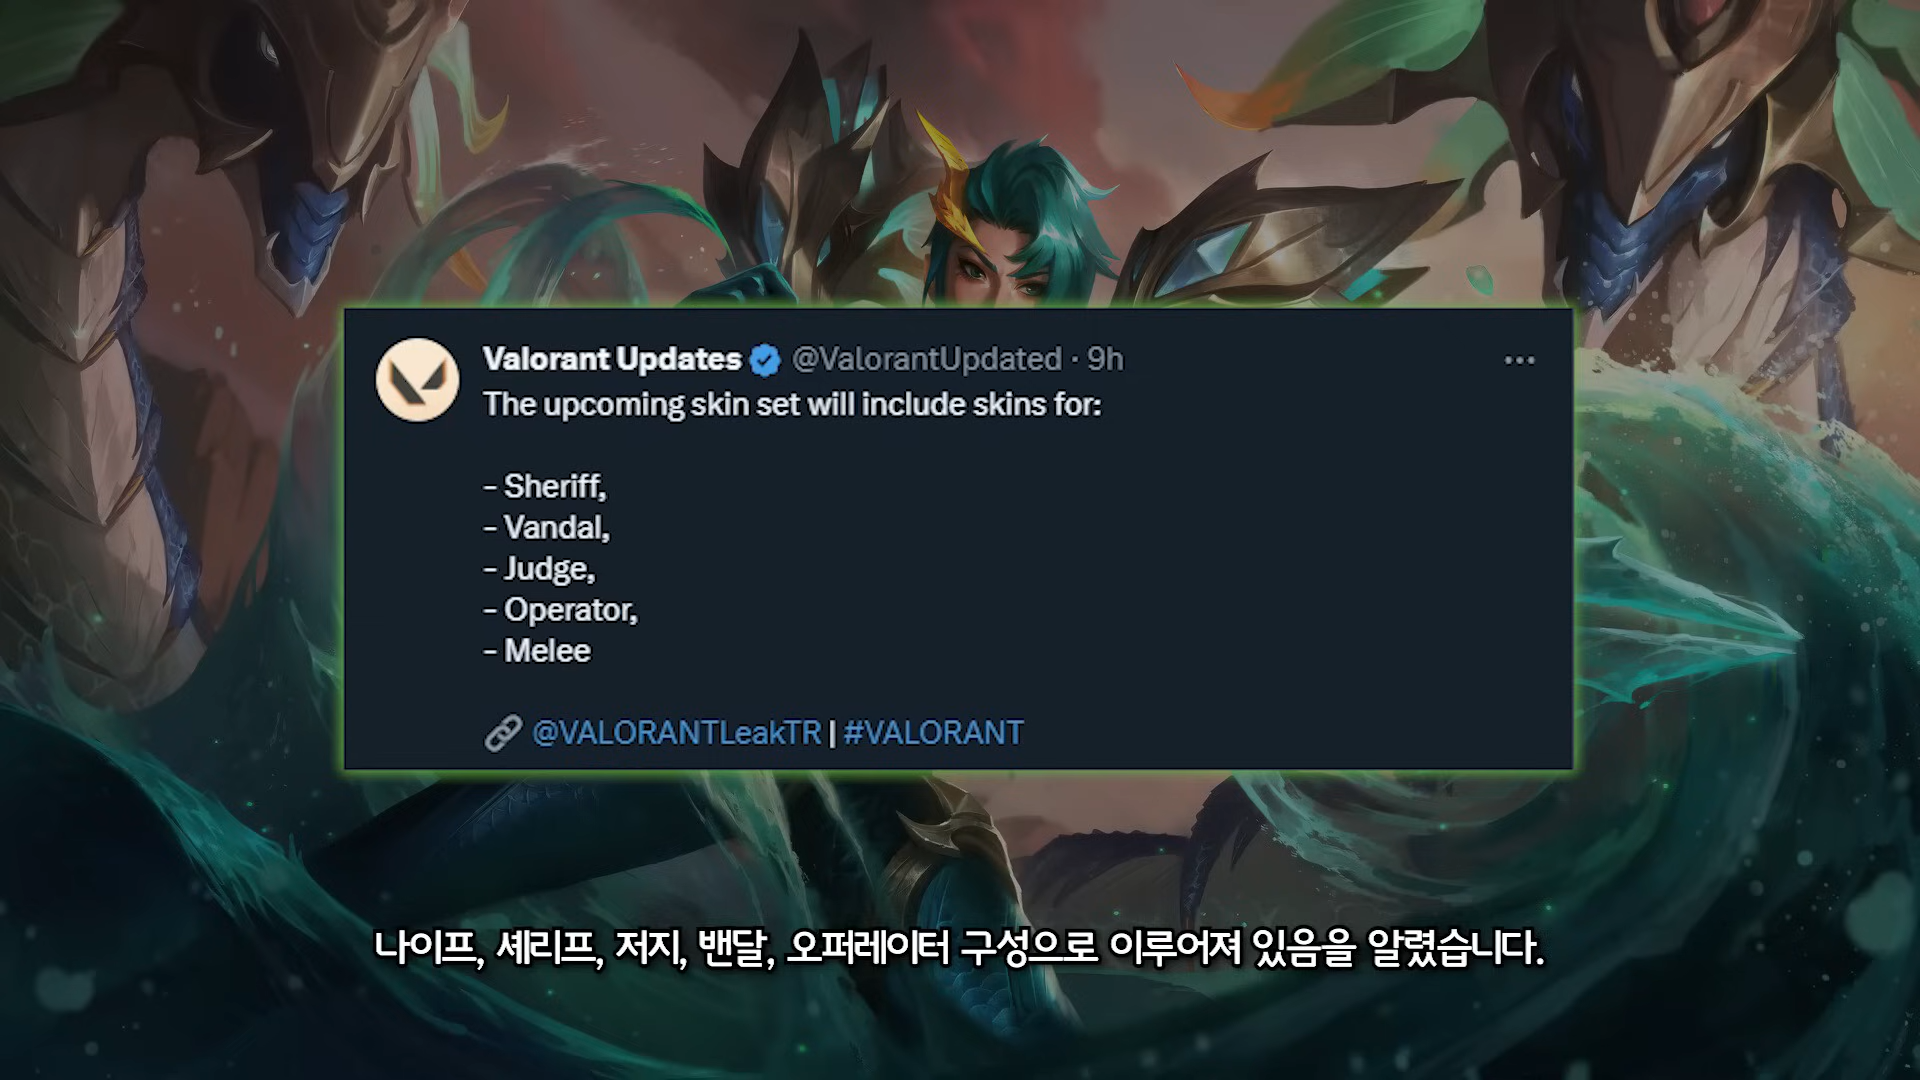 Valorant Updates @ValorantUpdated · 9h
The upcoming skin set will include skins for:
- Sheriff,
- Vandal,
- Judge,
- Operator,
- Melee
@VALORANTLeakTR | #VALORANT
나이프, 셰리프, 저지, 밴달, 오퍼레이터 구성으로 이루어져 있음을 알렸습니다.